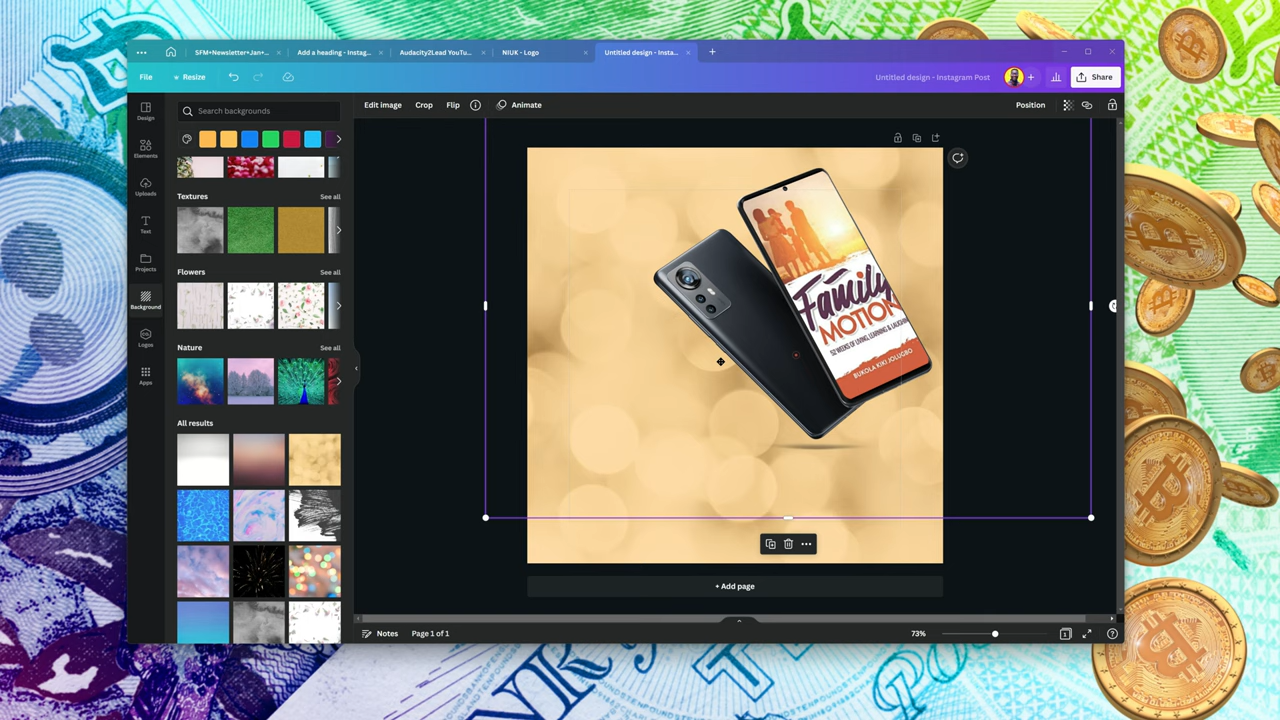 SFM+Newsletter+Jan+...
Add a heading - Instag...
Audacity2Lead YouTu...
NIUK - Logo
Untitled design - Insta...
File
Resize
Untitled design - Instagram Post
Share
Design
Elements
Uploads
Text
Projects
Background
Logos
Apps
Search backgrounds
Textures
See all
Flowers
See all
Nature
See all
All results
Edit image
Crop
Flip
Animate
Position
Family
MOTION
52 WEEKS OF LIVING, LEARNING & LAUGHING
BUKOLA KIKI JOLUGBO
+ Add page
Notes
Page 1 of 1
73%
1